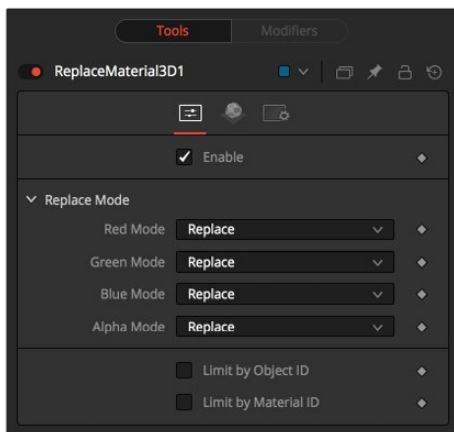 Tools Modifiers
ReplaceMaterial3D1
Enable
Replace Mode
Red Mode Replace
Green Mode Replace
Blue Mode Replace
Alpha Mode Replace
Limit by Object ID
Limit by Material ID